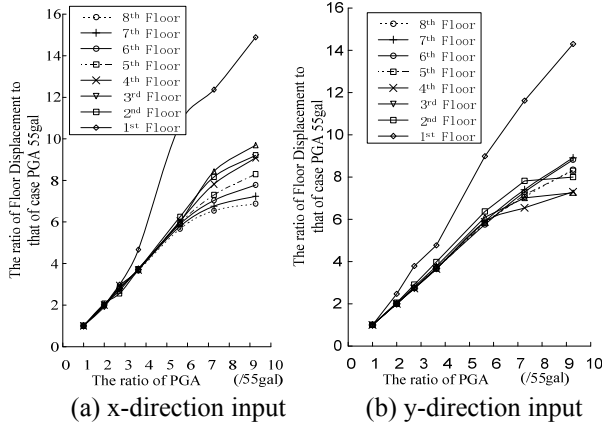 The ratio of Floor Displacement to
that of case PGA 55gal
16
14
12
10
8
6
4
2
0
8th Floor
7th Floor
6th Floor
5th Floor
4th Floor
3rd Floor
2nd Floor
1st Floor
0 1 2 3 4 5 6 7 8 9 10
The ratio of PGA (/55gal)
(a) x-direction input
The ratio of Floor Displacement to
that of case PGA 55gal
16
14
12
10
8
6
4
2
0
8th Floor
7th Floor
6th Floor
5th Floor
4th Floor
3rd Floor
2nd Floor
1st Floor
0 1 2 3 4 5 6 7 8 9 10
The ratio of PGA (/55gal)
(b) y-direction input